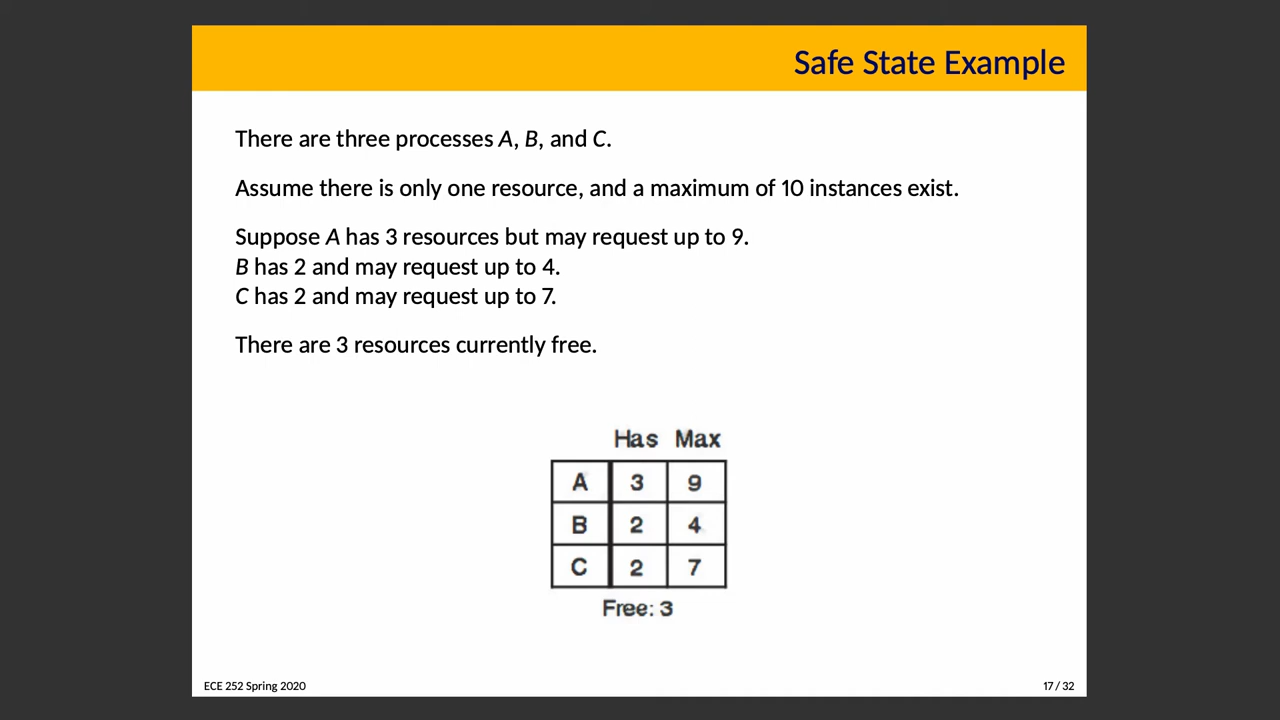 Safe State Example
There are three processes A, B, and C.
Assume there is only one resource, and a maximum of 10 instances exist.
Suppose A has 3 resources but may request up to 9.
B has 2 and may request up to 4.
C has 2 and may request up to 7.
There are 3 resources currently free.
Has Max
A 3 9
B 2 4
C 2 7
Free: 3
ECE 252 Spring 2020
17 / 32